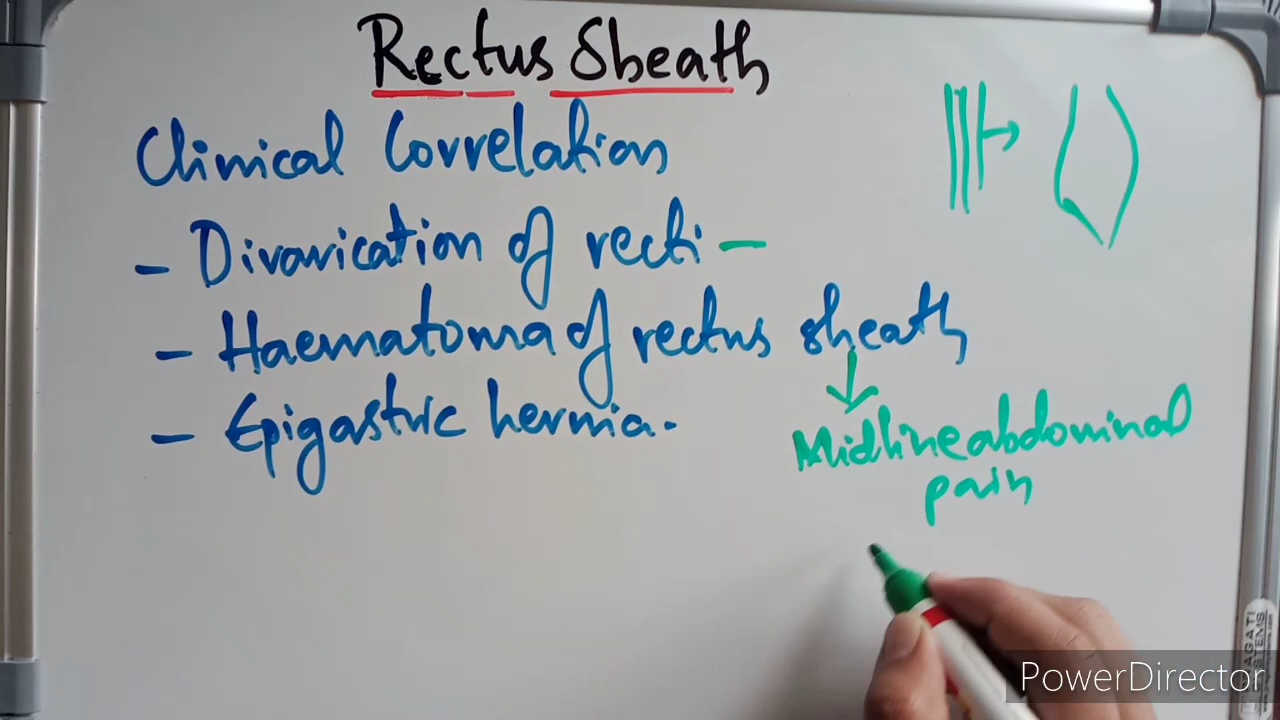 Rectus Sheath
Clinical Correlation
- Divarication of recti -
- Haematoma of rectus sheath
- Epigastric hernia.
Midline abdominal
pain
PowerDirector